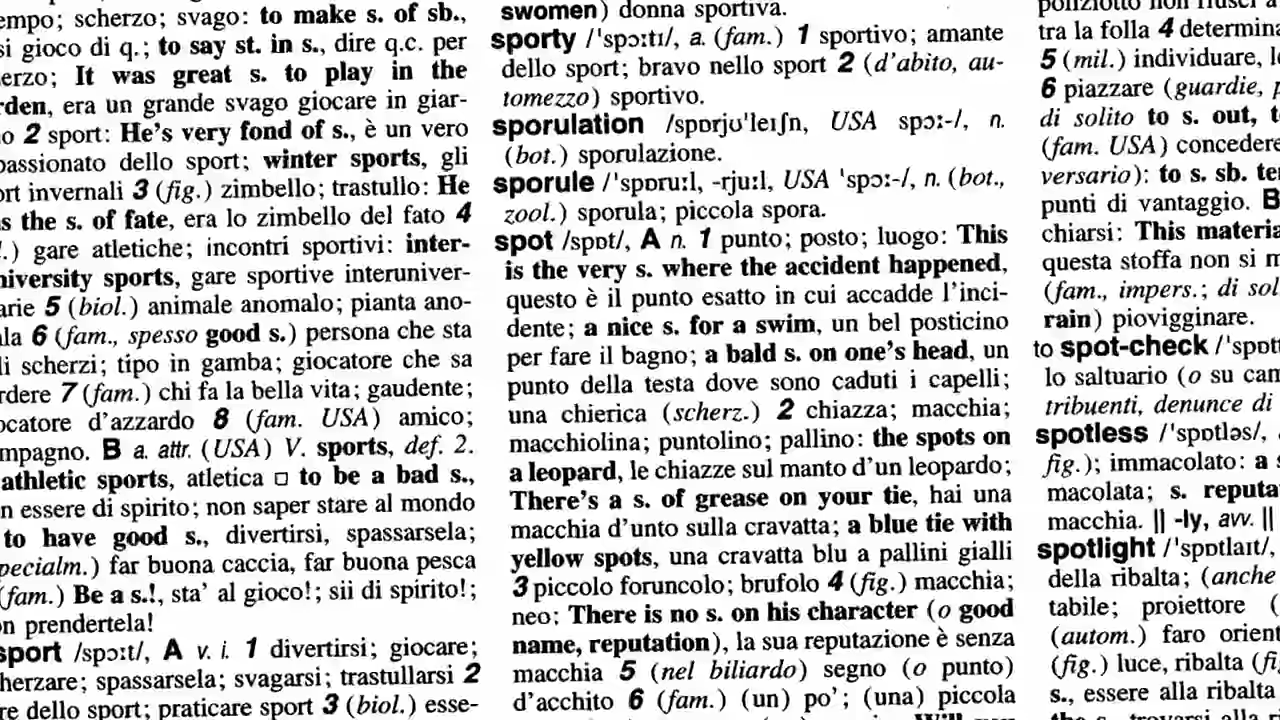 empo; scherzo; svago: to make s. of sb.,
si gioco di q.; to say st. in s., dire q.c. per
erzo; It was great s. to play in the
rden, era un grande svago giocare in giar-
o 2 sport: He's very fond of s., è un vero
passionato dello sport; winter sports, gli
ort invernali 3 (fig.) zimbello; trastullo: He
s the s. of fate, era lo zimbello del fato 4
.) gare atletiche; incontri sportivi: inter-
niversity sports, gare sportive interuniver-
arie 5 (biol.) animale anomalo; pianta ano-
ala 6 (fam., spesso good s.) persona che sta
li scherzi; tipo in gamba; giocatore che sa
rdere 7 (fam.) chi fa la bella vita; gaudente;
ocatore d'azzardo 8 (fam. USA) amico;
mpagno. B a. attr. (USA) V. sports, def. 2.
athletic sports, atletica □ to be a bad s.,
n essere di spirito; non saper stare al mondo
to have good s., divertirsi, spassarsela;
pecialm.) far buona caccia, far buona pesca
(fam.) Be a s.!, sta' al gioco!; sii di spirito!;
n prendertela!
sport /spɔːt/, A v. i. 1 divertirsi; giocare;
herzare; spassarsela; svagarsi; trastullarsi 2
re dello sport; praticare sport 3 (biol.) esse-
swomen) donna sportiva.
sporty /'spɔːtɪ/, a. (fam.) 1 sportivo; amante
dello sport; bravo nello sport 2 (d'abito, au-
tomezzo) sportivo.
sporulation /spɒrjʊ'leɪʃn, USA spɔː-/, n.
(bot.) sporulazione.
sporule /'spɒruːl, -rjuːl, USA 'spɔː-/, n. (bot.,
zool.) sporula; piccola spora.
spot /spɒt/, A n. 1 punto; posto; luogo: This
is the very s. where the accident happened,
questo è il punto esatto in cui accadde l'inci-
dente; a nice s. for a swim, un bel posticino
per fare il bagno; a bald s. on one's head, un
punto della testa dove sono caduti i capelli;
una chierica (scherz.) 2 chiazza; macchia;
macchiolina; puntolino; pallino: the spots on
a leopard, le chiazze sul manto d'un leopardo;
There's a s. of grease on your tie, hai una
macchia d'unto sulla cravatta; a blue tie with
yellow spots, una cravatta blu a pallini gialli
3 piccolo foruncolo; brufolo 4 (fig.) macchia;
neo: There is no s. on his character (o good
name, reputation), la sua reputazione è senza
macchia 5 (nel biliardo) segno (o punto)
d'acchito 6 (fam.) (un) po'; (una) piccola
poliziotto non riuscì a
tra la folla 4 determina
5 (mil.) individuare, l
6 piazzare (guardie, p
di solito to s. out, t
(fam. USA) concedere
versario): to s. sb. te
punti di vantaggio. B
chiarsi: This materia
questa stoffa non si m
(fam., impers.; di sol
rain) piovigginare.
to spot-check /'spɒtt
lo saltuario (o su cam
tribuenti, denunce di
spotless /'spɒtləs/,
fig.); immacolato: a s
macolata; s. reputa
macchia. || -ly, avv. ||
spotlight /'spɒtlaɪt/,
della ribalta; (anche
tabile; proiettore (
(autom.) faro orient
(fig.) luce, ribalta (fi
s., essere alla ribalta